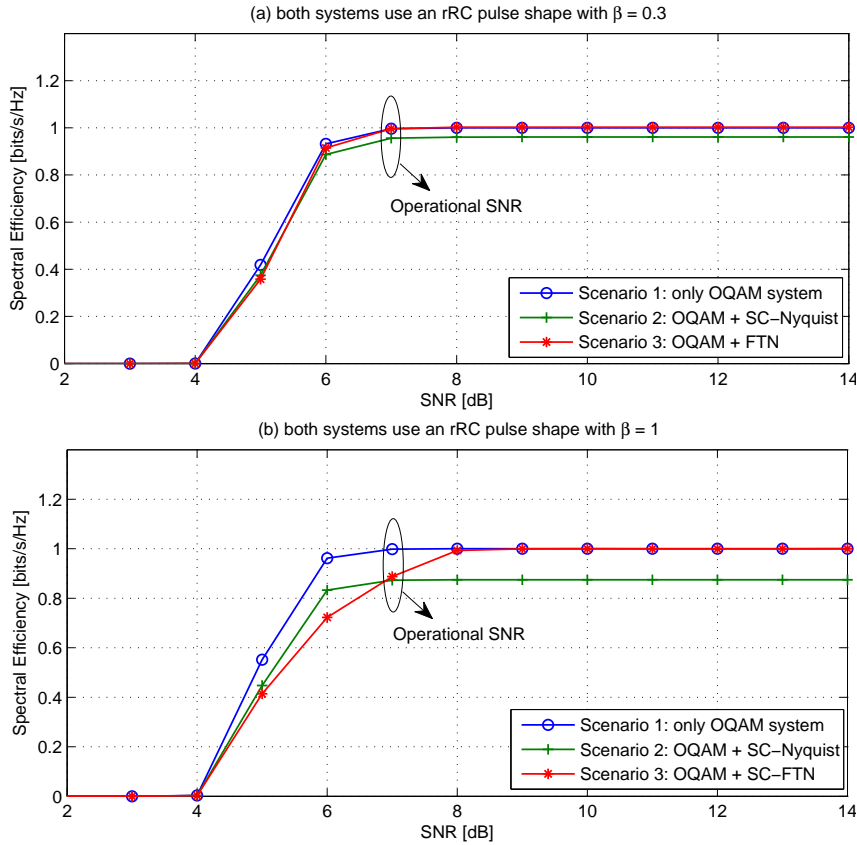 (a) both systems use an rRC pulse shape with β = 0.3
Spectral Efficiency [bits/s/Hz]
1.2
1
0.8
0.6
0.4
0.2
0
Operational SNR
Scenario 1: only OQAM system
Scenario 2: OQAM + SC−Nyquist
Scenario 3: OQAM + FTN
2 4 6 8 10 12 14
SNR [dB]
(b) both systems use an rRC pulse shape with β = 1
Spectral Efficiency [bits/s/Hz]
1.2
1
0.8
0.6
0.4
0.2
0
Operational SNR
Scenario 1: only OQAM system
Scenario 2: OQAM + SC−Nyquist
Scenario 3: OQAM + SC−FTN
2 4 6 8 10 12 14
SNR [dB]